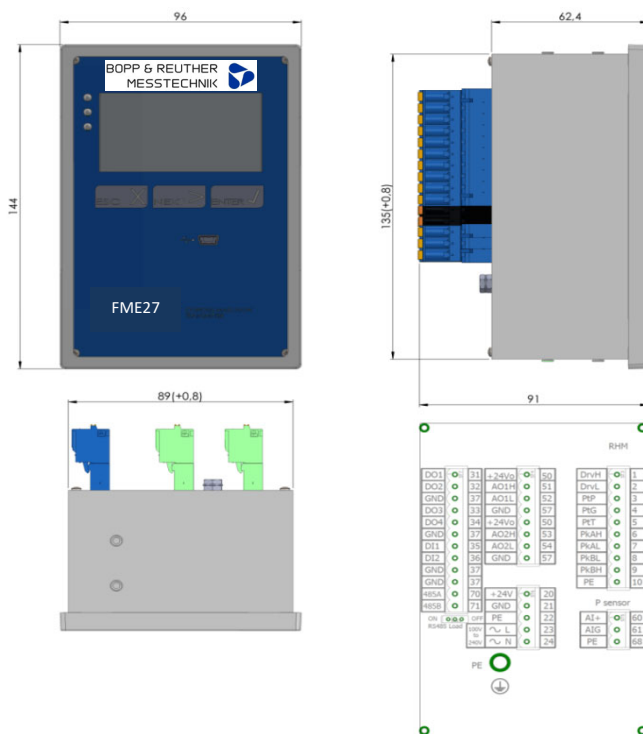 96
62,4
BOPP & REUTHER
MESSTECHNIK
144
135(+0,8)
ESC X
ENTER
FME27
89(+0,8)
91
RHM
DO1 31 +24Vo 50 DrvH 1
DO2 32 AO1H 51 DrvL 2
GND 37 AO1L 52 PtP 3
DO3 33 GND 57 PtG 4
DO4 34 +24Vo 50 PtT 5
GND 37 AO2H 53 PkAH 6
DI1 35 AO2L 54 PkAL 7
DI2 36 GND 57 PkBL 8
GND 37 PkBH 9
GND 37 PE 10
485A 70 +24V 20
485B 71 GND 21 P sensor
ON OFF PE 22 AI+ 60
RS485 Load 100V to 240V L 23 AIG 61
N 24 PE 68
PE